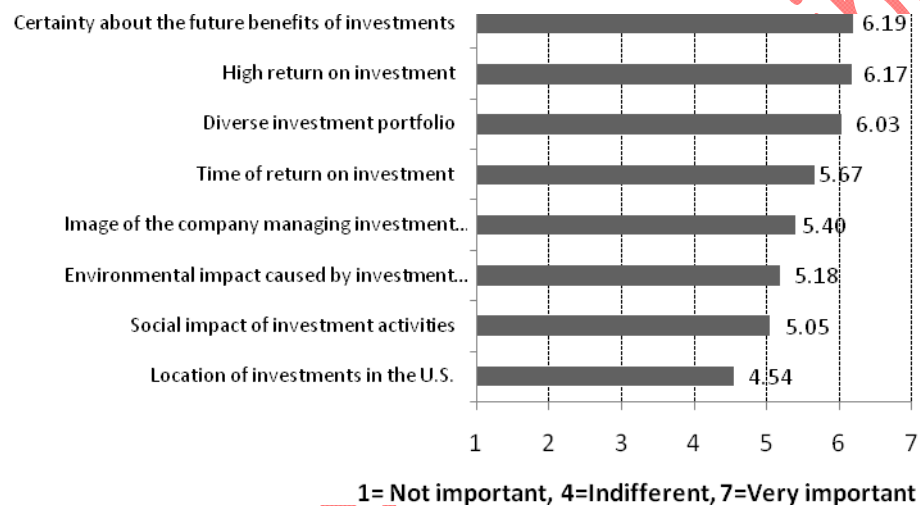 Certainty about the future benefits of investments 6.19
High return on investment 6.17
Diverse investment portfolio 6.03
Time of return on investment 5.67
Image of the company managing investment... 5.40
Environmental impact caused by investment... 5.18
Social impact of investment activities 5.05
Location of investments in the U.S. 4.54
1 2 3 4 5 6 7
1= Not important, 4=Indifferent, 7=Very important